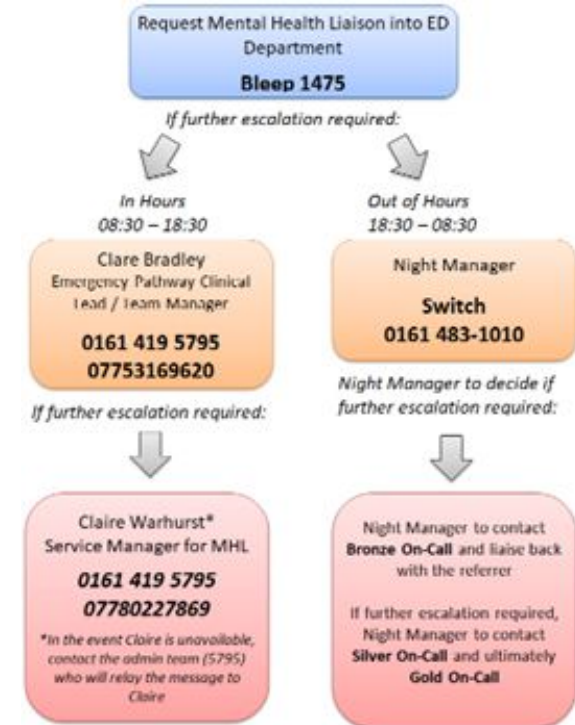 Request Mental Health Liaison into ED
Department
Bleep 1475
If further escalation required:
In Hours
08:30 – 18:30
Clare Bradley
Emergency Pathway Clinical
Lead / Team Manager
0161 419 5795
07753169620
If further escalation required:
Claire Warhurst*
Service Manager for MHL
0161 419 5795
07780227869
*In the event Claire is unavailable,
contact the admin team (5795)
who will relay the message to
Claire
Out of Hours
18:30 – 08:30
Night Manager
Switch
0161 483-1010
Night Manager to decide if
further escalation required:
Night Manager to contact
Bronze On-Call and liaise back
with the referrer
If further escalation required,
Night Manager to contact
Silver On-Call and ultimately
Gold On-Call